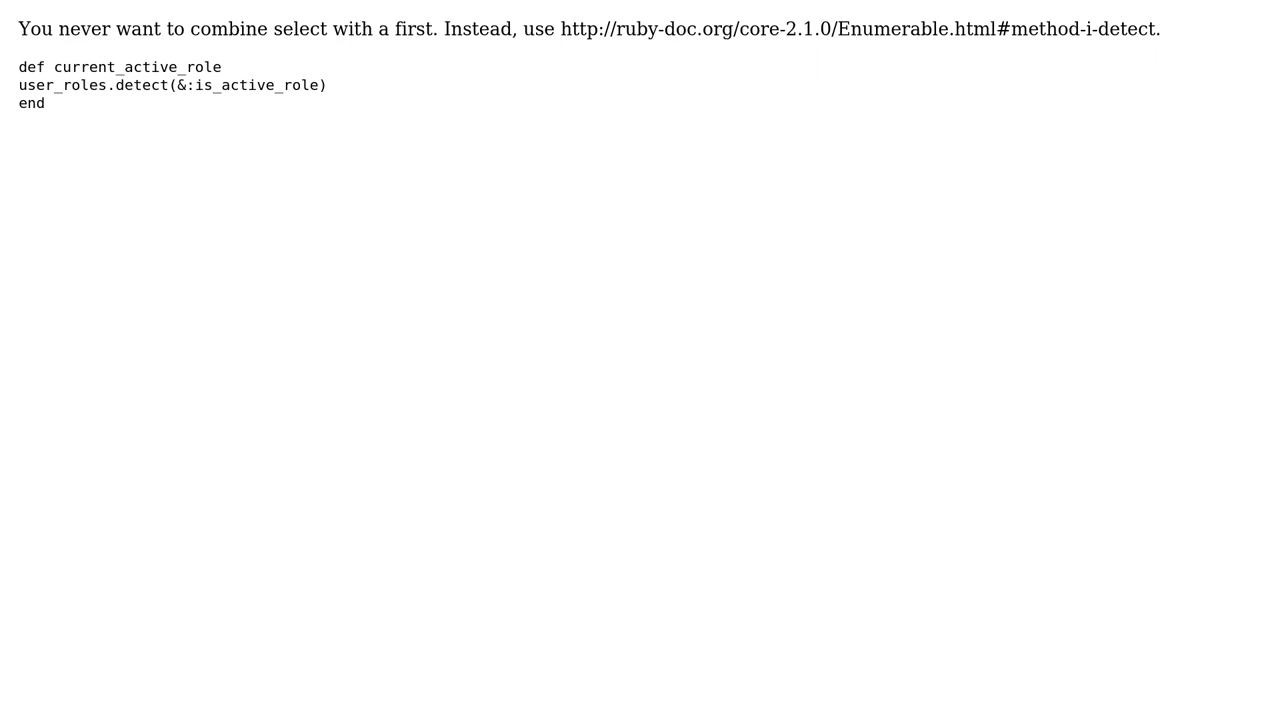 You never want to combine select with a first. Instead, use http://ruby-doc.org/core-2.1.0/Enumerable.html#method-i-detect.
def current_active_role
user_roles.detect(&:is_active_role)
end